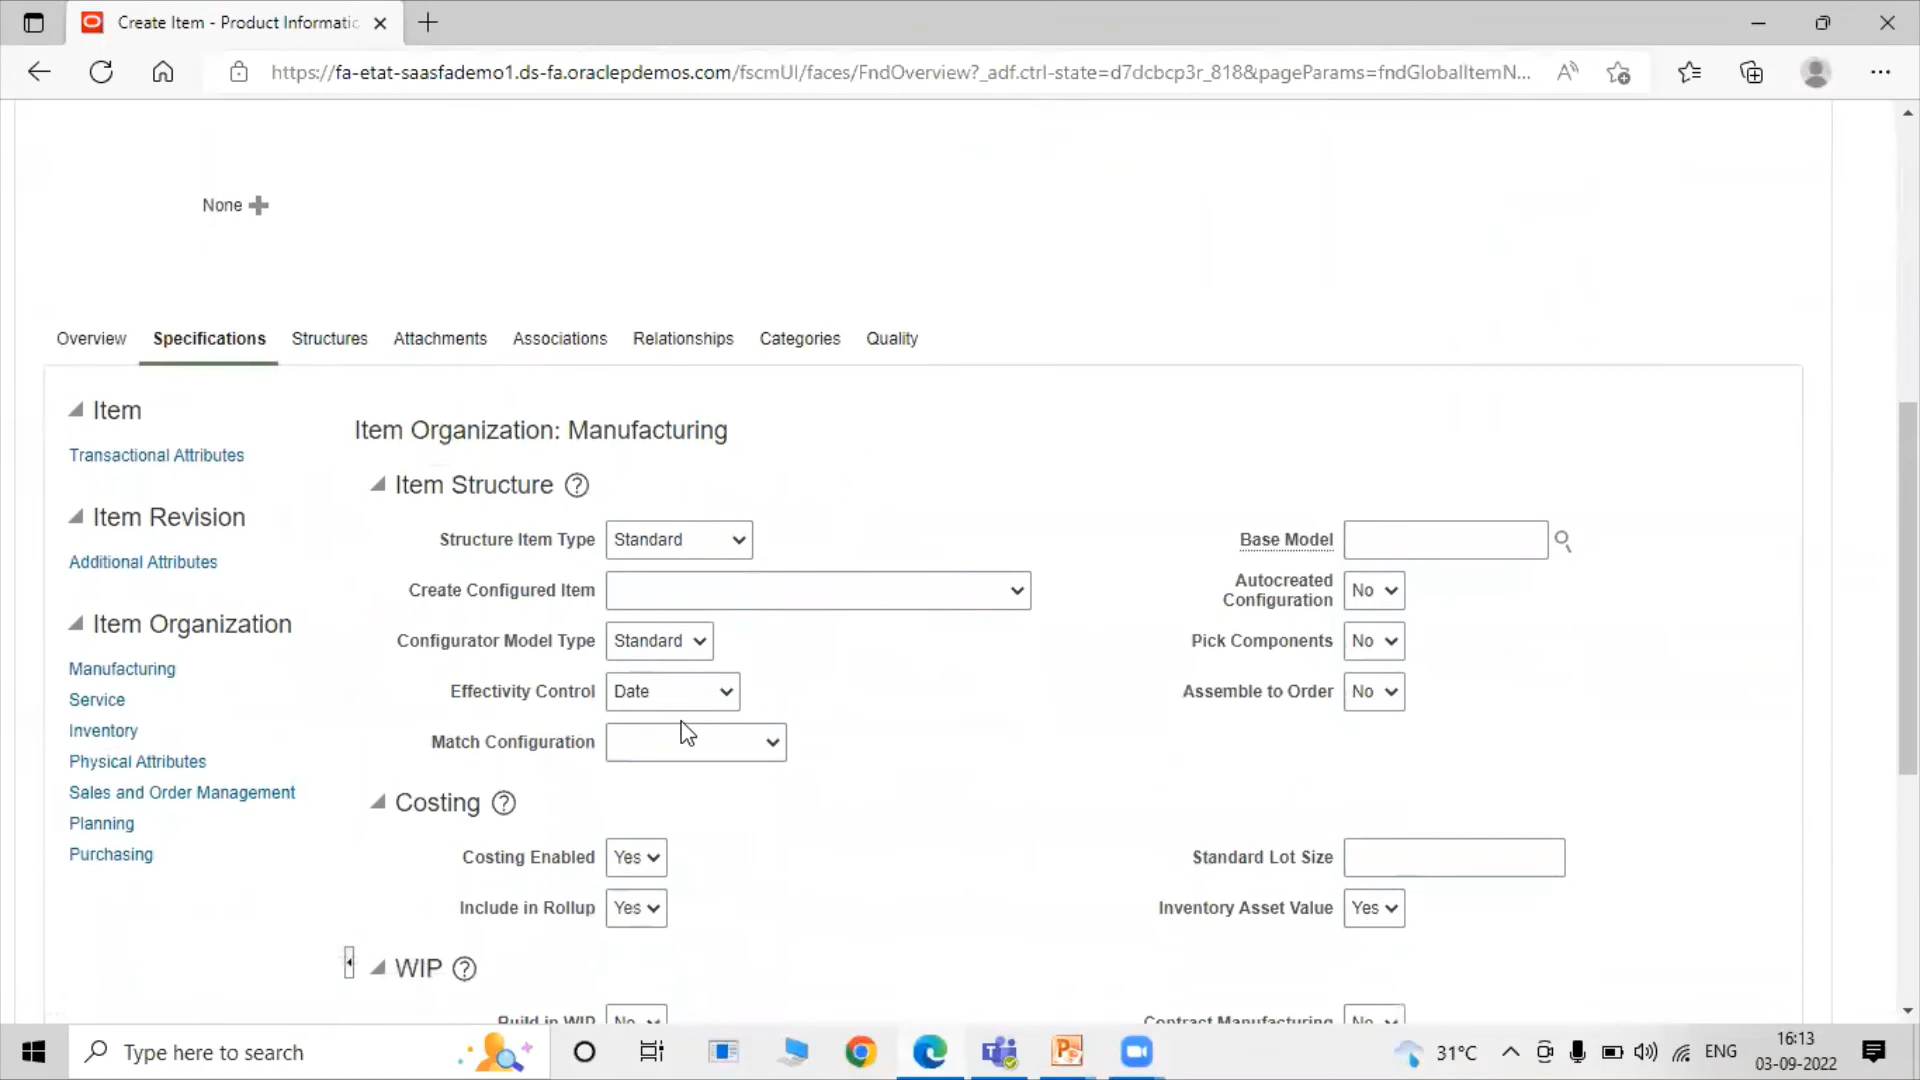 Create Item - Product Informatic
https://fa-etat-saasfademo1.ds-fa.oraclepdemos.com/fscmUI/faces/FndOverview?_adf.ctrl-state=d7dcbcp3r_818&pageParams=fndGlobalItemN...
None
Overview Specifications Structures Attachments Associations Relationships Categories Quality
Item
Transactional Attributes
Item Revision
Additional Attributes
Item Organization
Manufacturing
Service
Inventory
Physical Attributes
Sales and Order Management
Planning
Purchasing
Item Organization: Manufacturing
Item Structure
Structure Item Type Standard Base Model
Create Configured Item Autocreated Configuration No
Configurator Model Type Standard Pick Components No
Effectivity Control Date Assemble to Order No
Match Configuration
Costing
Costing Enabled Yes Standard Lot Size
Include in Rollup Yes Inventory Asset Value Yes
WIP
Build in WIP No Contract Manufacturing No
Type here to search
31°C ENG 16:13
03-09-2022